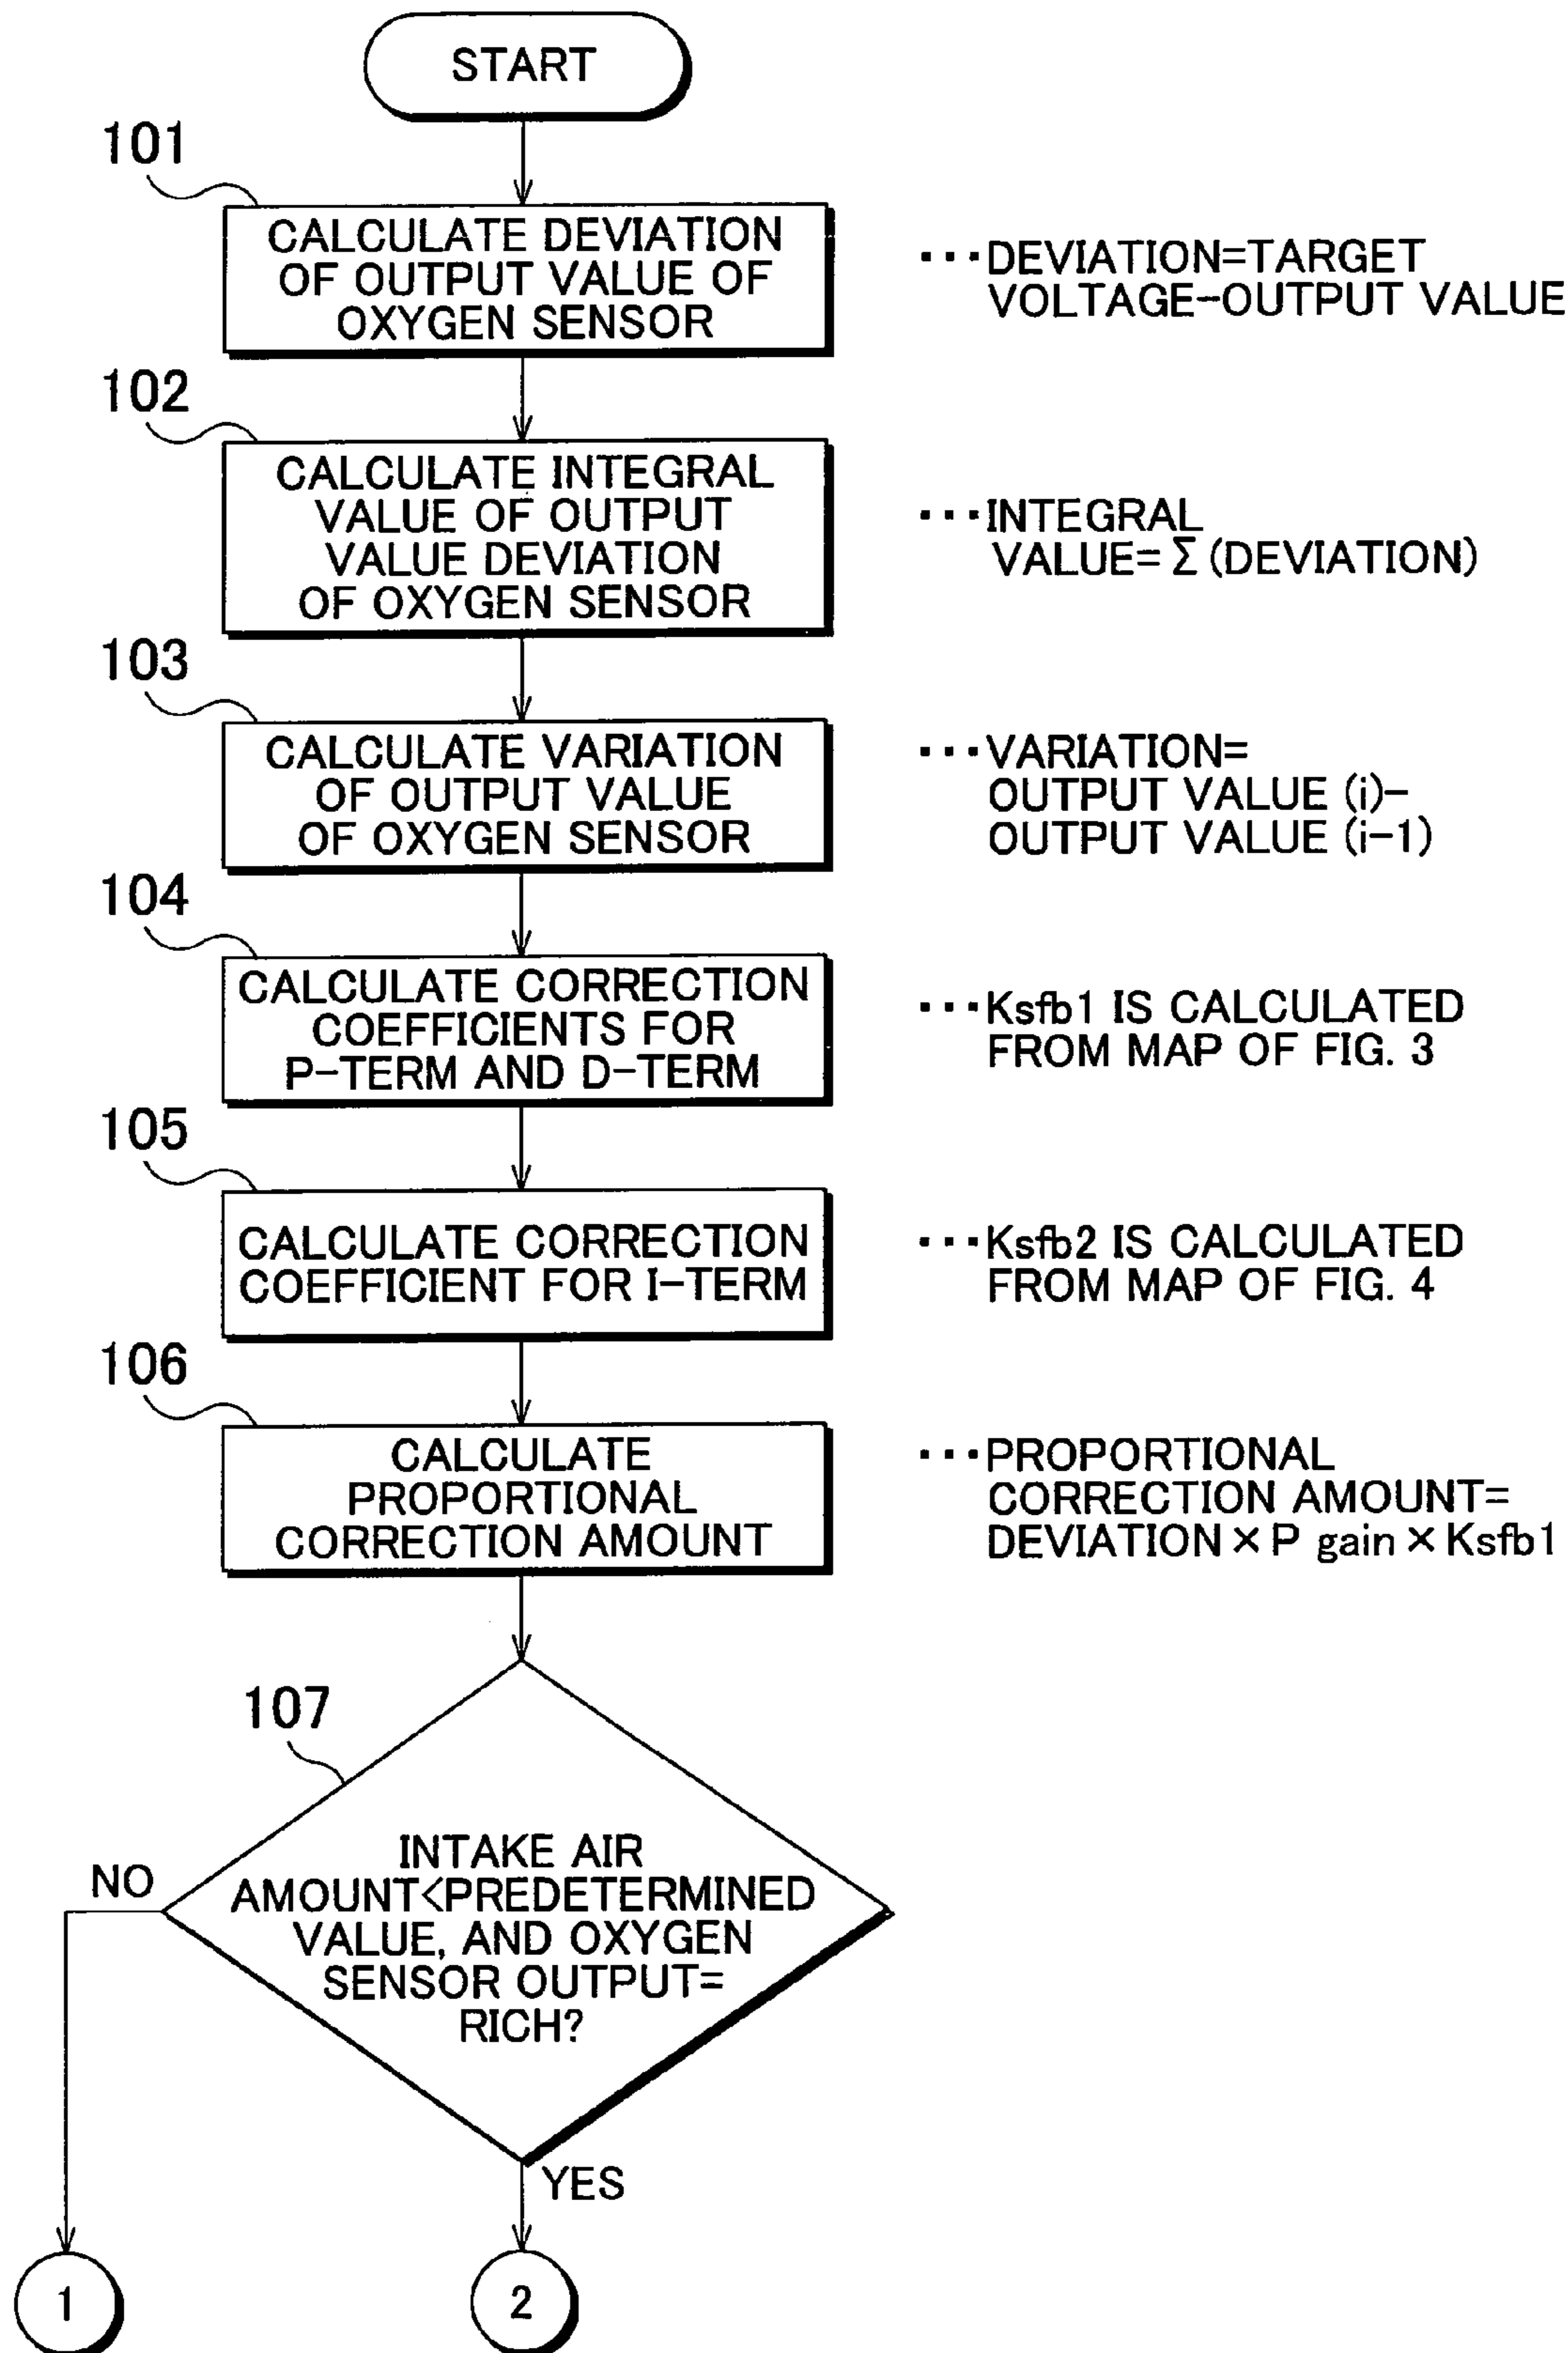 START
101
CALCULATE DEVIATION
OF OUTPUT VALUE OF
OXYGEN SENSOR
···DEVIATION=TARGET
VOLTAGE-OUTPUT VALUE
102
CALCULATE INTEGRAL
VALUE OF OUTPUT
VALUE DEVIATION
OF OXYGEN SENSOR
···INTEGRAL
VALUE=Σ(DEVIATION)
103
CALCULATE VARIATION
OF OUTPUT VALUE
OF OXYGEN SENSOR
···VARIATION=
OUTPUT VALUE (i)-
OUTPUT VALUE (i-1)
104
CALCULATE CORRECTION
COEFFICIENTS FOR
P-TERM AND D-TERM
···Ksfb1 IS CALCULATED
FROM MAP OF FIG. 3
105
CALCULATE CORRECTION
COEFFICIENT FOR I-TERM
···Ksfb2 IS CALCULATED
FROM MAP OF FIG. 4
106
CALCULATE
PROPORTIONAL
CORRECTION AMOUNT
···PROPORTIONAL
CORRECTION AMOUNT=
DEVIATION×P gain×Ksfb1
107
INTAKE AIR
AMOUNT<PREDETERMINED
VALUE, AND OXYGEN
SENSOR OUTPUT=
RICH?
NO
YES
1
2